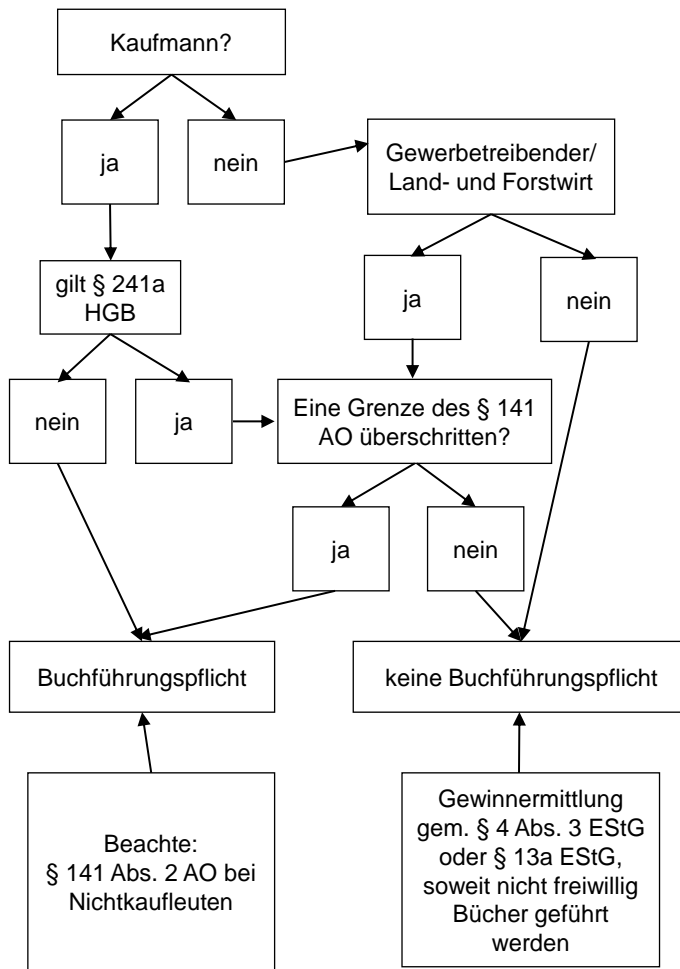 Kaufmann?
ja
nein
Gewerbetreibender/
Land- und Forstwirt
gilt § 241a
HGB
ja
nein
nein
ja
Eine Grenze des § 141
AO überschritten?
ja
nein
Buchführungspflicht
keine Buchführungspflicht
Beachte:
§ 141 Abs. 2 AO bei
Nichtkaufleuten
Gewinnermittlung
gem. § 4 Abs. 3 EStG
oder § 13a EStG,
soweit nicht freiwillig
Bücher geführt
werden